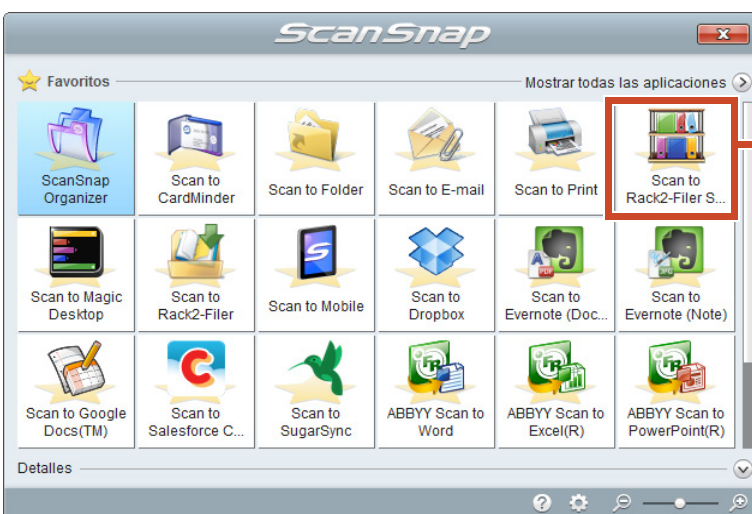 ScanSnap
Favoritos
Mostrar todas las aplicaciones
ScanSnap
Organizer
Scan to
CardMinder
Scan to Folder
Scan to E-mail
Scan to Print
Scan to
Rack2-Filer S...
Scan to Magic
Desktop
Scan to
Rack2-Filer
Scan to Mobile
Scan to
Dropbox
Scan to
Evernote (Doc...
Scan to
Evernote (Note)
Scan to Google
Docs(TM)
Scan to
Salesforce C...
Scan to
SugarSync
ABBYY Scan to
Word
ABBYY Scan to
Excel(R)
ABBYY Scan to
PowerPoint(R)
Detalles